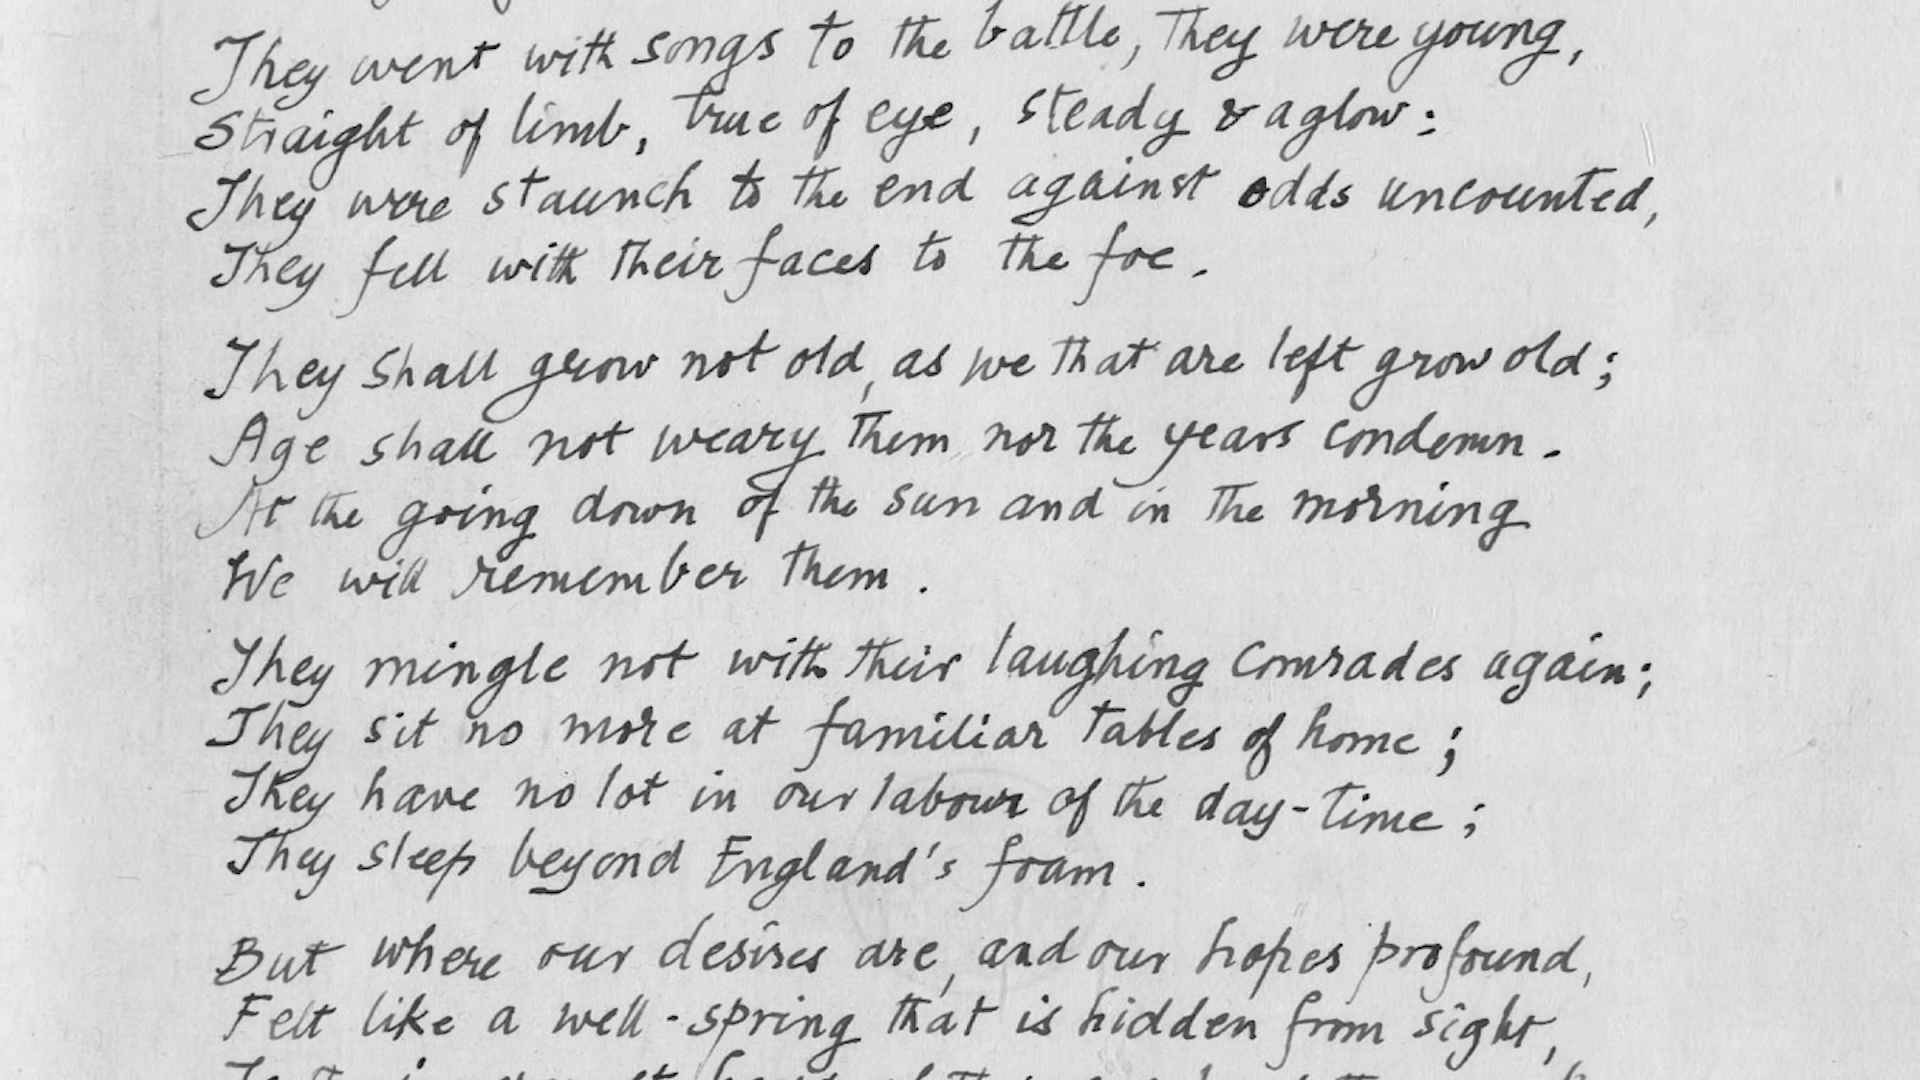 They went with songs to the battle, they were young,
Straight of limb, true of eye, steady & aglow:
They were staunch to the end against odds uncounted,
They fell with their faces to the foe.
They shall grow not old, as we that are left grow old;
Age shall not weary them nor the years condemn.
At the going down of the sun and in the morning
We will remember them.
They mingle not with their laughing comrades again;
They sit no more at familiar tables of home;
They have no lot in our labour of the day-time;
They sleep beyond England's foam.
But where our desires are, and our hopes profound,
Felt like a well-spring that is hidden from sight,